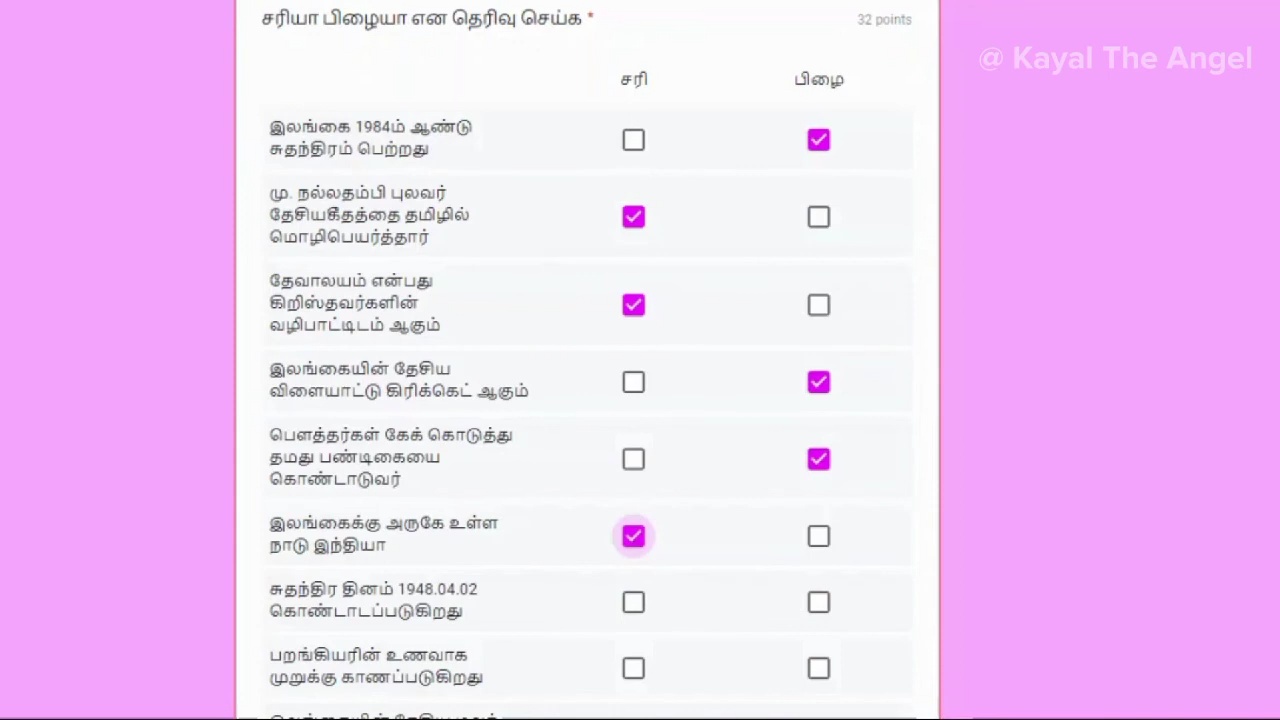 சரியா பிழையா என தெரிவு செய்க *
32 points
@ Kayal The Angel
சரி
பிழை
இலங்கை 1984ம் ஆண்டு
சுதந்திரம் பெற்றது
மு. நல்லதம்பி புலவர்
தேசியகீதத்தை தமிழில்
மொழிபெயர்த்தார்
தேவாலயம் என்பது
கிறிஸ்தவர்களின்
வழிபாட்டிடம் ஆகும்
இலங்கையின் தேசிய
விளையாட்டு கிரிக்கெட் ஆகும்
பௌத்தர்கள் கேக் கொடுத்து
தமது பண்டிகையை
கொண்டாடுவர்
இலங்கைக்கு அருகே உள்ள
நாடு இந்தியா
சுதந்திர தினம் 1948.04.02
கொண்டாடப்படுகிறது
பறங்கியரின் உணவாக
முறுக்கு காணப்படுகிறது